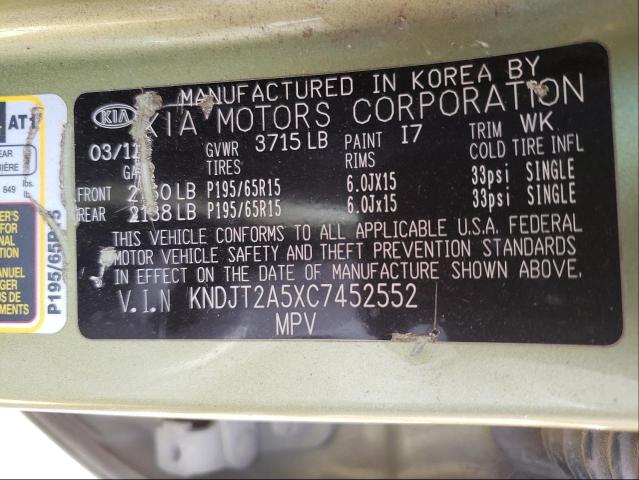 MANUFACTURED IN KOREA BY
KIA KIA MOTORS CORPORATION
GVWR 3715 LB PAINT I7 TRIM WK
TIRES RIMS COLD TIRE INFL
FRONT P195/65R15 6.0JX15 33psi SINGLE
REAR 2138 LB P195/65R15 6.0Jx15 33psi SINGLE
THIS VEHICLE CONFORMS TO ALL APPLICABLE U.S.A. FEDERAL
MOTOR VEHICLE SAFETY AND THEFT PREVENTION STANDARDS
IN EFFECT ON THE DATE OF MANUFACTURE SHOWN ABOVE.
V.I.N KNDJT2A5XC7452552
MPV
849
lbs.